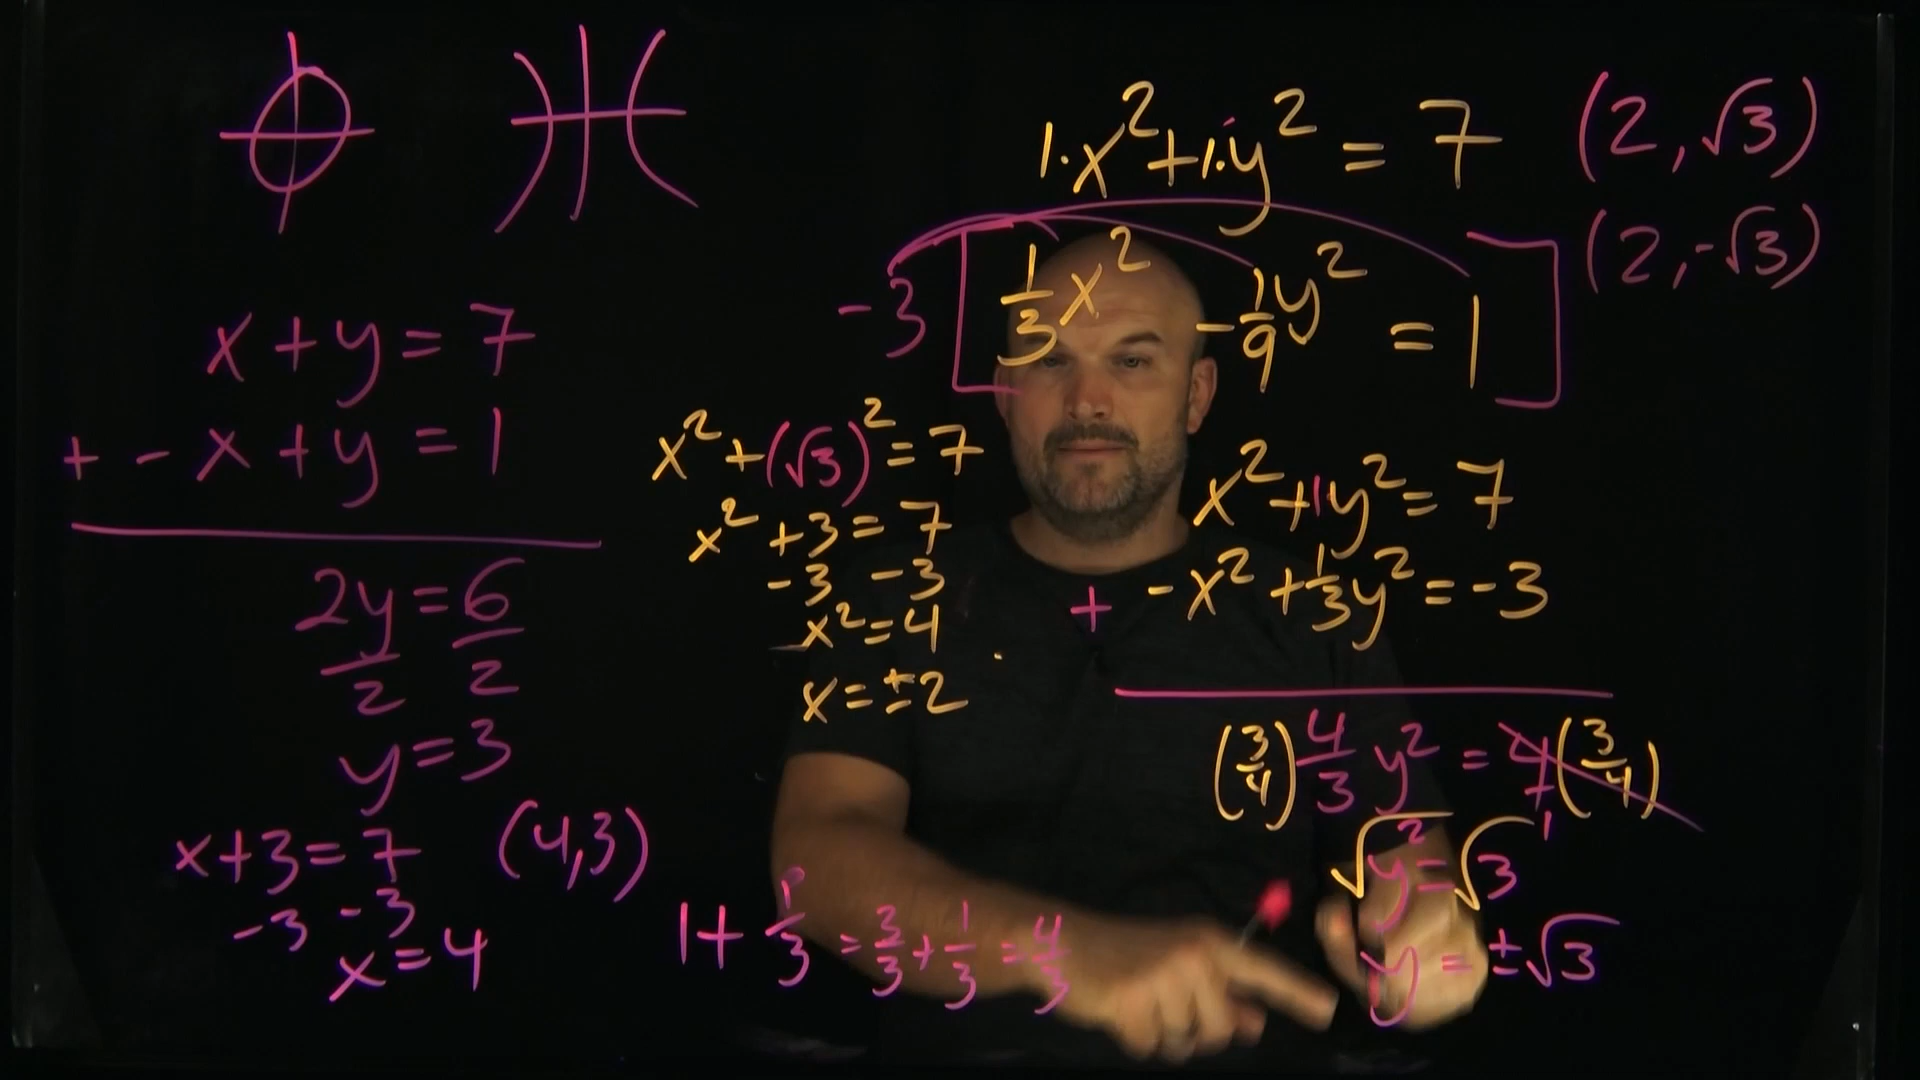 x + y = 7
+ - x + y = 1
2y = 6
2 2
y = 3
x + 3 = 7
-3 -3
x = 4
(4,3)
1·x² + 1·y² = 7
-3 [ 1/3 x² - 1/9 y² = 1 ]
(2, √3)
(2, -√3)
x² + (√3)² = 7
x² + 3 = 7
-3 -3
x² = 4
x = ±2
x² + 1y² = 7
+ -x² + 1/3 y² = -3
(3/4) 4/3 y² = 4 (3/4)
1
√y² = √3
y = ±√3
1 + 1/3 = 3/3 + 1/3 = 4/3